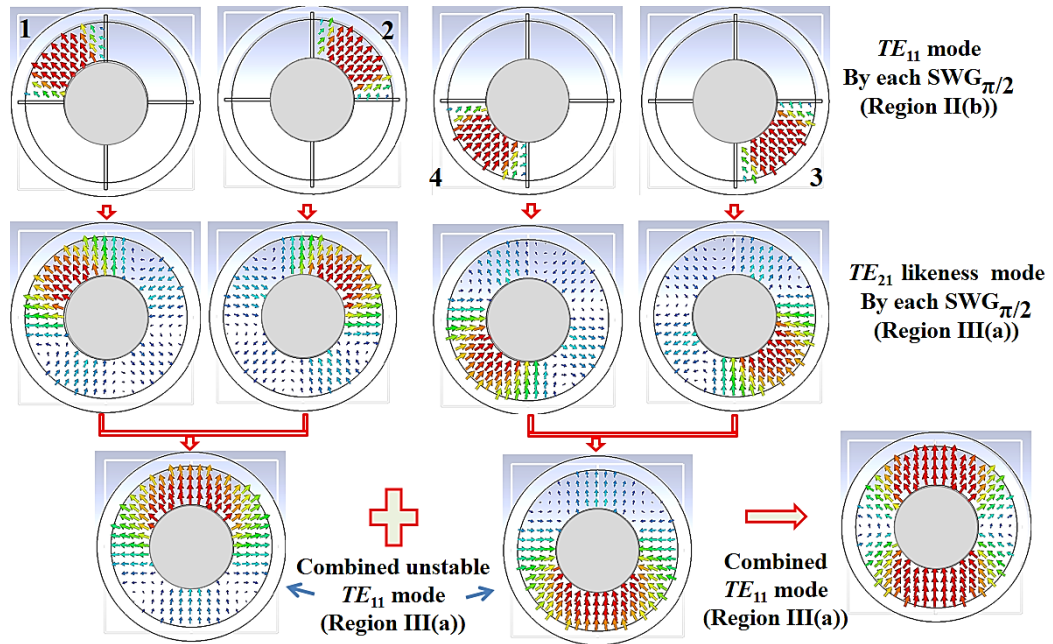 1
2
4
3
TE11 mode
By each SWGπ/2
(Region II(b))
TE21 likeness mode
By each SWGπ/2
(Region III(a))
Combined unstable
TE11 mode
(Region III(a))
Combined
TE11 mode
(Region III(a))